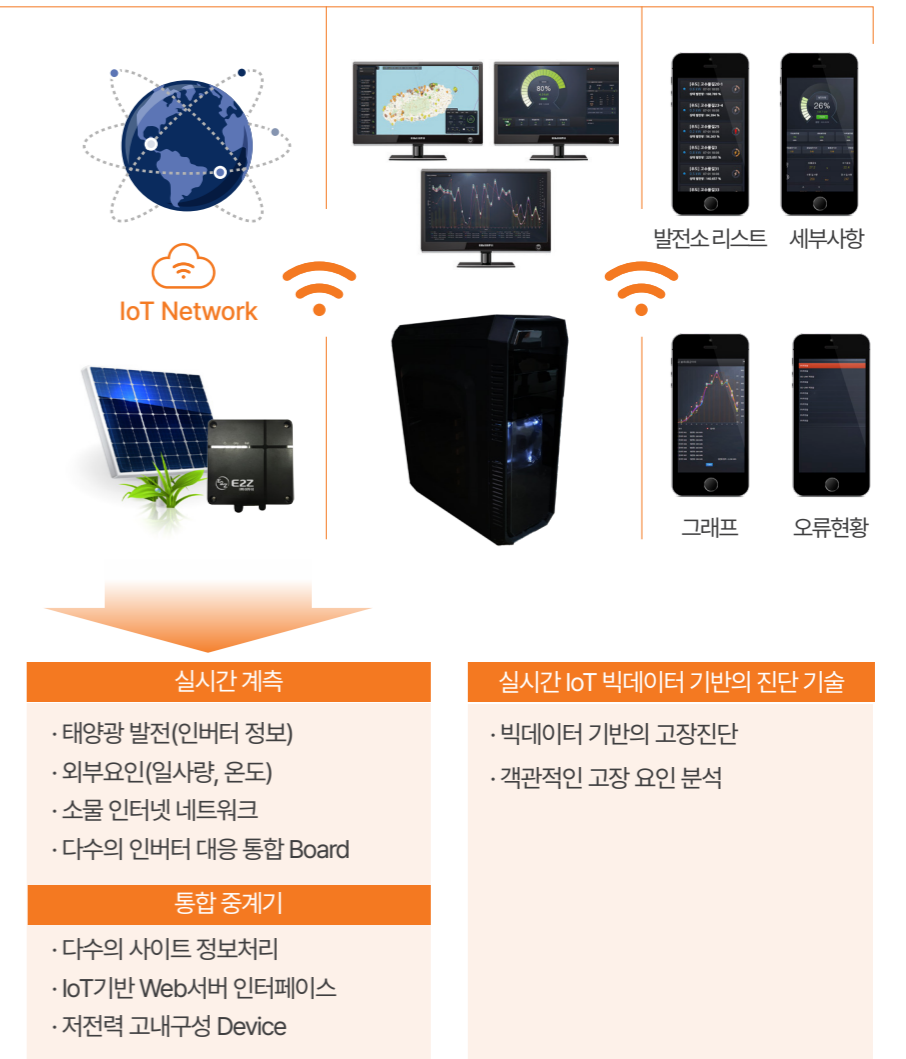 80%
26%
발전소 리스트
세부사항
IoT Network
E2Z
그래프
오류현황
실시간 계측
· 태양광 발전(인버터 정보)
· 외부요인(일사량, 온도)
· 소물 인터넷 네트워크
· 다수의 인버터 대응 통합 Board
통합 중계기
· 다수의 사이트 정보처리
· IoT기반 Web서버 인터페이스
· 저전력 고내구성 Device
실시간 IoT 빅데이터 기반의 진단 기술
· 빅데이터 기반의 고장진단
· 객관적인 고장 요인 분석